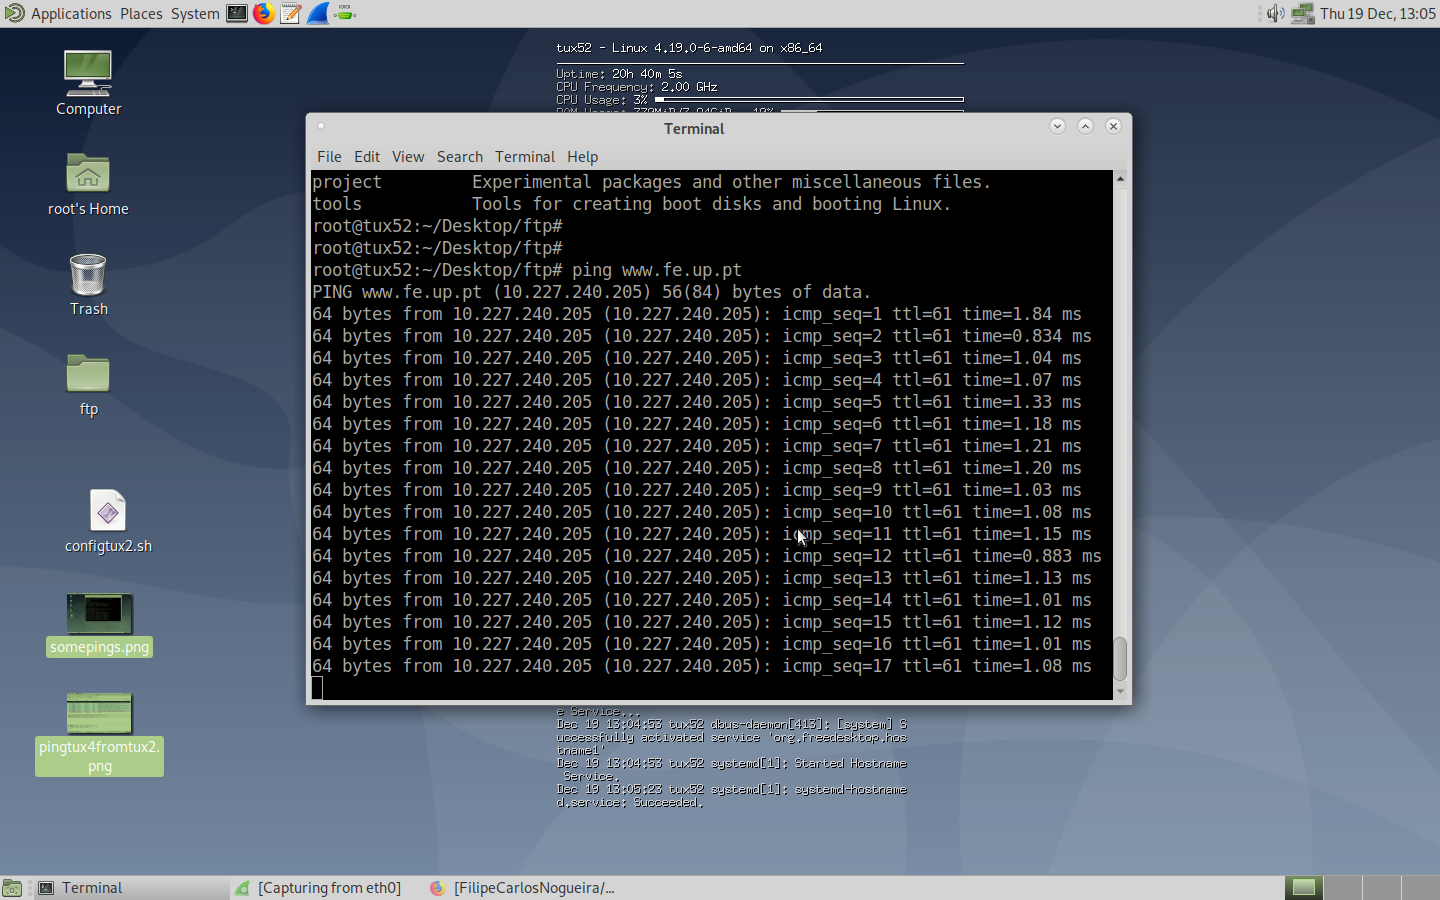 Applications Places System Thu 19 Dec, 13:05
tux52 - Linux 4.19.0-6-amd64 on x86_64
Uptime: 20h 40m 5s
CPU Frequency: 2.00 GHz
CPU Usage: 3%
Computer
root's Home
Trash
ftp
configtux2.sh
somepings.png
pingtux4fromtux2.
png
Terminal
File Edit View Search Terminal Help
project Experimental packages and other miscellaneous files.
tools Tools for creating boot disks and booting Linux.
root@tux52:~/Desktop/ftp#
root@tux52:~/Desktop/ftp#
root@tux52:~/Desktop/ftp# ping www.fe.up.pt
PING www.fe.up.pt (10.227.240.205) 56(84) bytes of data.
64 bytes from 10.227.240.205 (10.227.240.205): icmp_seq=1 ttl=61 time=1.84 ms
64 bytes from 10.227.240.205 (10.227.240.205): icmp_seq=2 ttl=61 time=0.834 ms
64 bytes from 10.227.240.205 (10.227.240.205): icmp_seq=3 ttl=61 time=1.04 ms
64 bytes from 10.227.240.205 (10.227.240.205): icmp_seq=4 ttl=61 time=1.07 ms
64 bytes from 10.227.240.205 (10.227.240.205): icmp_seq=5 ttl=61 time=1.33 ms
64 bytes from 10.227.240.205 (10.227.240.205): icmp_seq=6 ttl=61 time=1.18 ms
64 bytes from 10.227.240.205 (10.227.240.205): icmp_seq=7 ttl=61 time=1.21 ms
64 bytes from 10.227.240.205 (10.227.240.205): icmp_seq=8 ttl=61 time=1.20 ms
64 bytes from 10.227.240.205 (10.227.240.205): icmp_seq=9 ttl=61 time=1.03 ms
64 bytes from 10.227.240.205 (10.227.240.205): icmp_seq=10 ttl=61 time=1.08 ms
64 bytes from 10.227.240.205 (10.227.240.205): icmp_seq=11 ttl=61 time=1.15 ms
64 bytes from 10.227.240.205 (10.227.240.205): icmp_seq=12 ttl=61 time=0.883 ms
64 bytes from 10.227.240.205 (10.227.240.205): icmp_seq=13 ttl=61 time=1.13 ms
64 bytes from 10.227.240.205 (10.227.240.205): icmp_seq=14 ttl=61 time=1.01 ms
64 bytes from 10.227.240.205 (10.227.240.205): icmp_seq=15 ttl=61 time=1.12 ms
64 bytes from 10.227.240.205 (10.227.240.205): icmp_seq=16 ttl=61 time=1.01 ms
64 bytes from 10.227.240.205 (10.227.240.205): icmp_seq=17 ttl=61 time=1.08 ms
e Service...
Dec 19 13:04:53 tux52 dbus-daemon[413]: [system] S
uccessfully activated service 'org.freedesktop.hos
tname1'
Dec 19 13:04:53 tux52 systemd[1]: Started Hostname
Service.
Dec 19 13:05:23 tux52 systemd[1]: systemd-hostname
d.service: Succeeded.
Terminal [Capturing from eth0] [FilipeCarlosNogueira/...